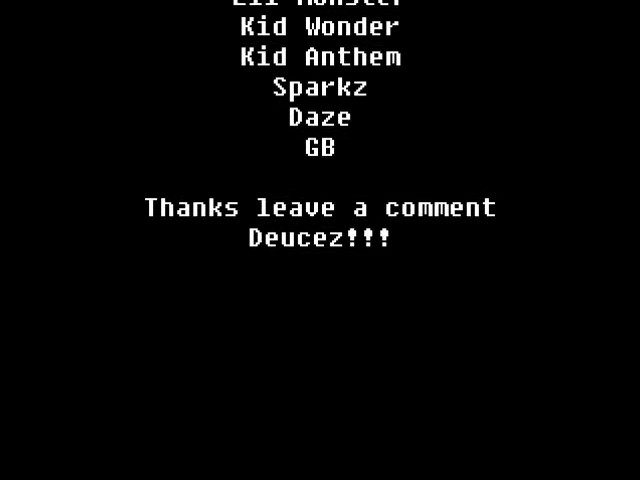 Kid Wonder
Kid Anthem
Sparkz
Daze
GB
Thanks leave a comment
Deucez!!!